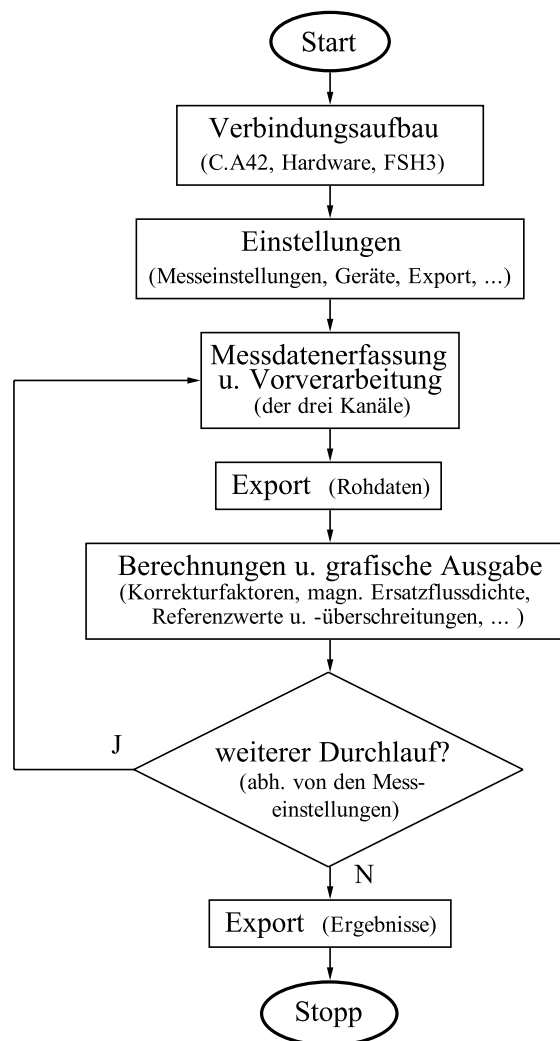 Start
Verbindungsaufbau
(C.A42, Hardware, FSH3)
Einstellungen
(Messeinstellungen, Geräte, Export, ...)
Messdatenerfassung
u. Vorverarbeitung
(der drei Kanäle)
Export (Rohdaten)
Berechnungen u. grafische Ausgabe
(Korrekturfaktoren, magn. Ersatzflussdichte,
Referenzwerte u. -überschreitungen, ... )
J
weiterer Durchlauf?
(abh. von den Mess-
einstellungen)
N
Export (Ergebnisse)
Stopp